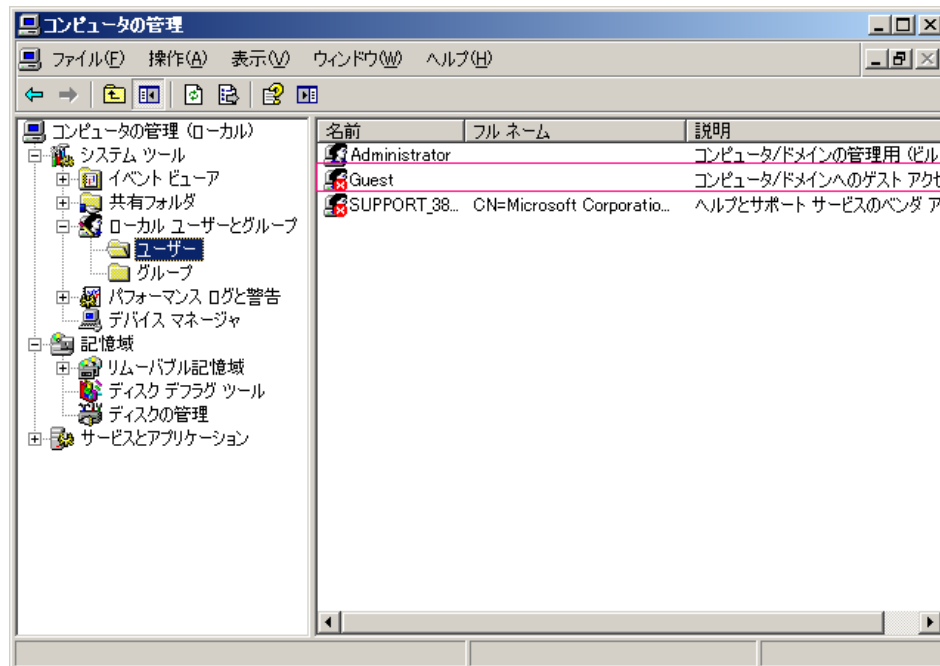 コンピュータの管理
ファイル(F) 操作(A) 表示(V) ウィンドウ(W) ヘルプ(H)
コンピュータの管理 (ローカル)
システム ツール
イベント ビューア
共有フォルダ
ローカル ユーザーとグループ
ユーザー
グループ
パフォーマンス ログと警告
デバイス マネージャ
記憶域
リムーバブル記憶域
ディスク デフラグ ツール
ディスクの管理
サービスとアプリケーション
名前 フル ネーム 説明
Administrator コンピュータ/ドメインの管理用 (ビル
Guest コンピュータ/ドメインへのゲスト アクセ
SUPPORT_38... CN=Microsoft Corporatio... ヘルプとサポート サービスのベンダ ア